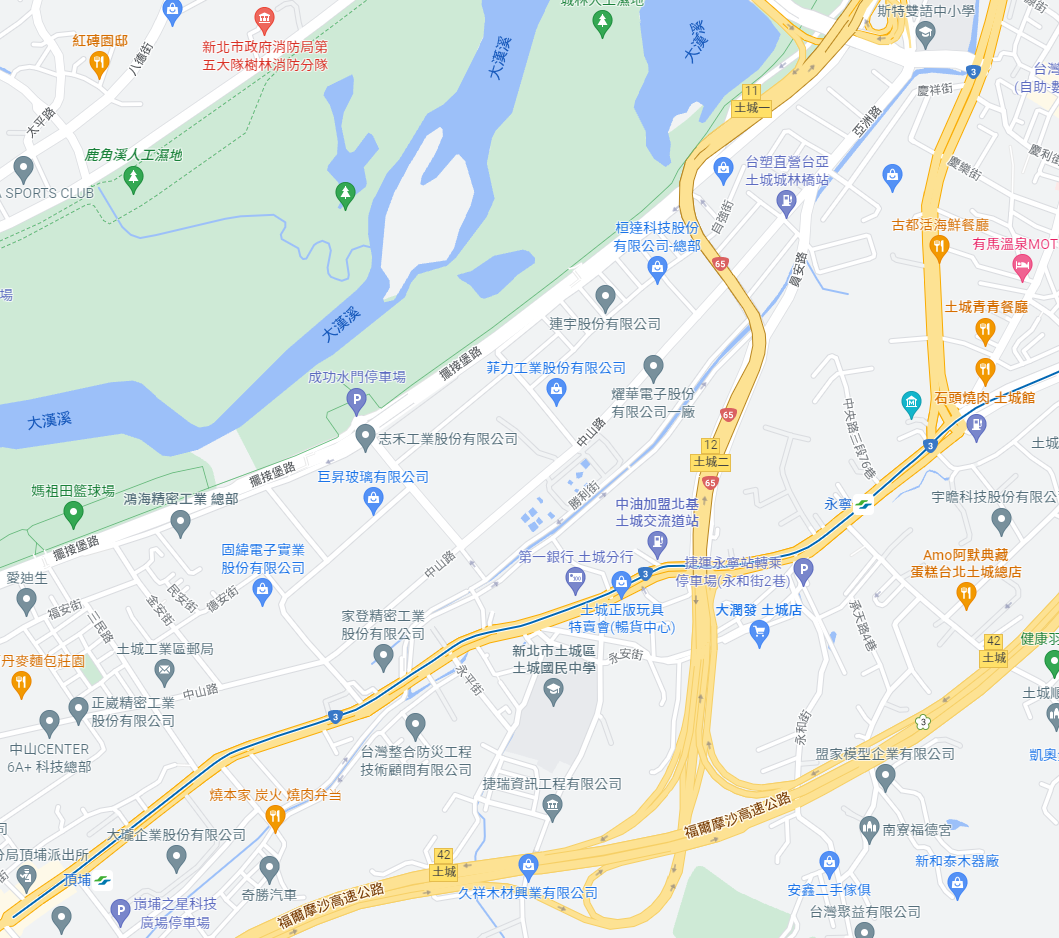 城林人工濕地
斯特雙語中小學
紅磚園邸
八德街
新北市政府消防局第
五大隊樹林消防分隊
大漢溪
大漢溪
3
慶祥街
11
土城一
太平路
亞洲路
鹿角溪人工濕地
慶利街
慶樂街
A SPORTS CLUB
台塑直營台亞
土城城林橋站
自強街
桓達科技股份
有限公司-總部
古都活海鮮餐廳
有馬溫泉MOT
65
員安路
場
土城青青餐廳
連宇股份有限公司
大漢溪
擺接堡路
菲力工業股份有限公司
成功水門停車場
燿華電子股份
有限公司一廠
石頭燒肉 土城館
65
大漢溪
中央路三段76巷
中山路
志禾工業股份有限公司
3
12
土城二
65
擺接堡路
巨昇玻璃有限公司
媽祖田籃球場
鴻海精密工業 總部
勝利街
永寧
宇瞻科技股份有限公
中油加盟北基
土城交流道站
擺接堡路
固緯電子實業
股份有限公司
中山路
第一銀行 土城分行
捷運永寧站轉乘
停車場(永和街2巷)
3
Amo阿默典藏
蛋糕台北土城總店
愛迪生
福安街
民安街
金安街
德安街
三民路
家登精密工業
股份有限公司
土城正版玩具
特賣會(暢貨中心)
大潤發 土城店
承天路4巷
42
土城
健康羽
土城工業區郵局
新北市土城區
土城國民中學
永安街
丹麥麵包莊園
中山路
永平街
正崴精密工業
股份有限公司
3
3
永和街
中山CENTER
6A+ 科技總部
台灣整合防災工程
技術顧問有限公司
盟家模型企業有限公司
凱奧
捷瑞資訊工程有限公司
燒本家 炭火 燒肉弁当
福爾摩沙高速公路
大瓏企業股份有限公司
南寮福德宮
分局頂埔派出所
42
土城
新和泰木器廠
頂埔
奇勝汽車
久祥木材興業有限公司
安鑫二手傢俱
福爾摩沙高速公路
廣場停車場
台灣聚益有限公司